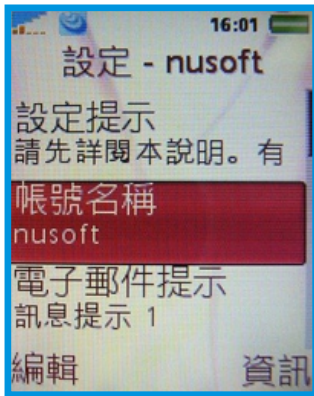 16:01
設定 - nusoft
設定提示
請先詳閱本說明。有
帳號名稱
nusoft
電子郵件提示
訊息提示 1
編輯
資訊